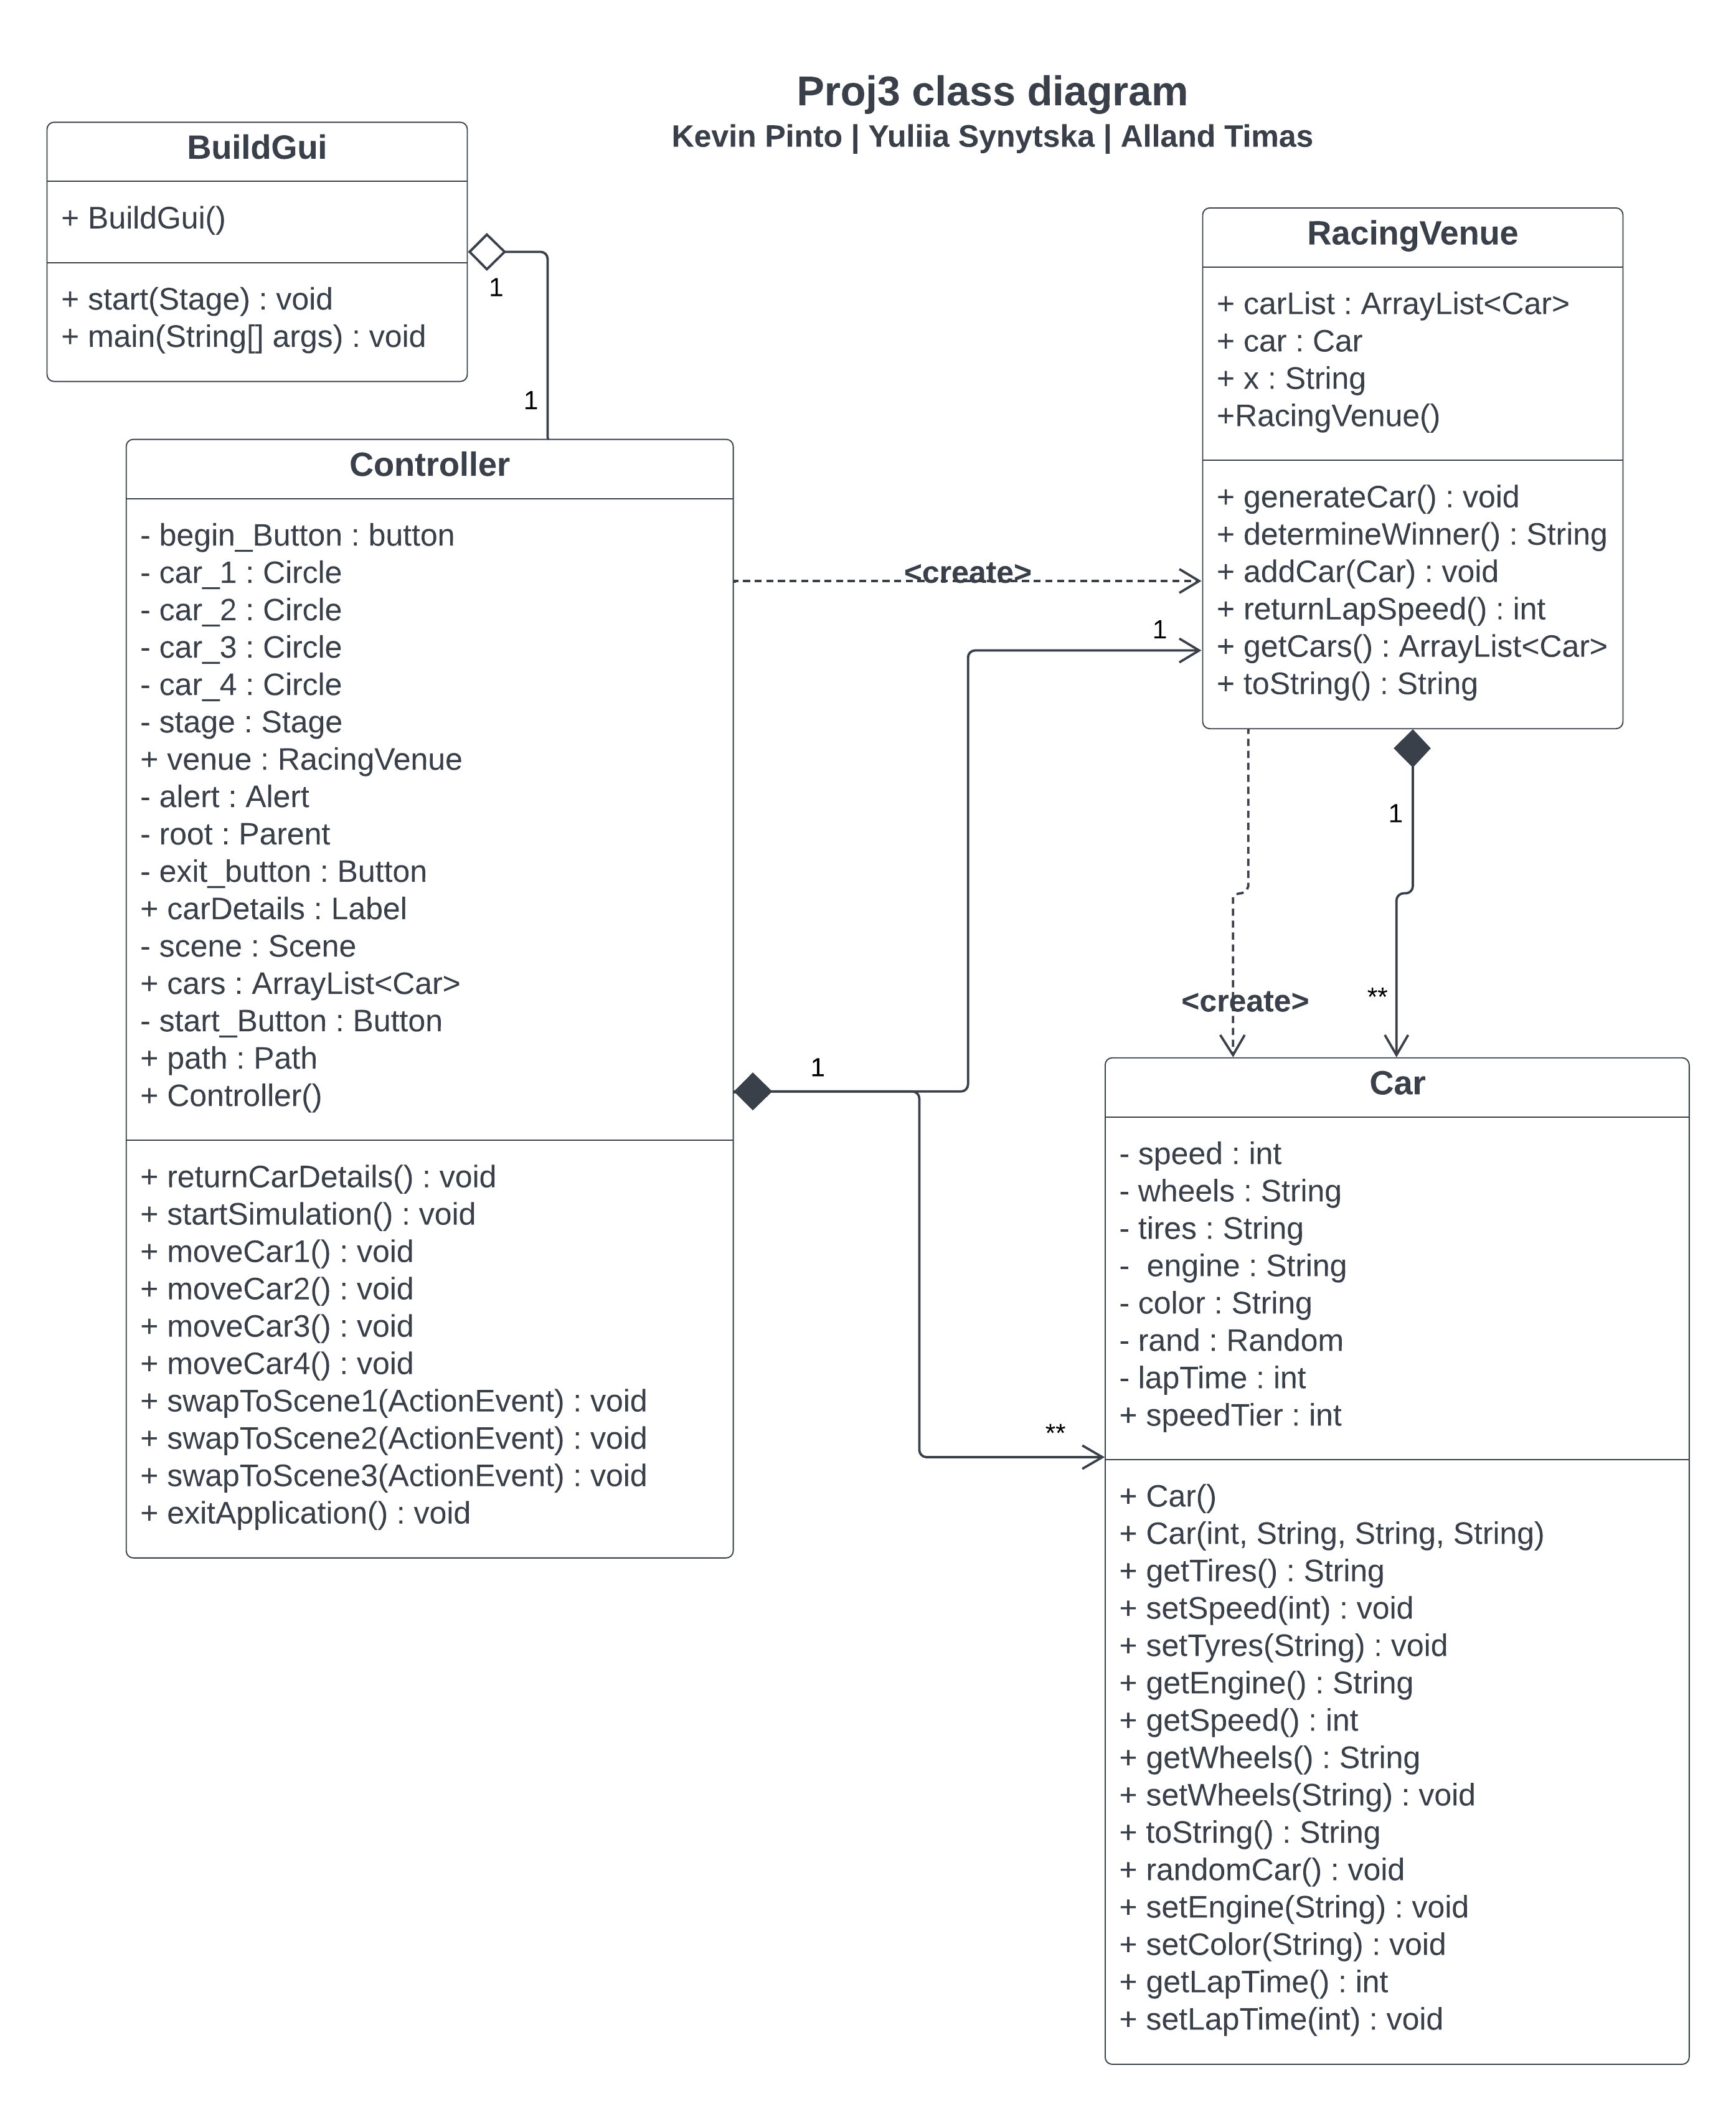 Proj3 class diagram
Kevin Pinto | Yuliia Synytska | Alland Timas
BuildGui
+ BuildGui()
+ start(Stage) : void
+ main(String[] args) : void
1
1
Controller
- begin_Button : button
- car_1 : Circle
- car_2 : Circle
- car_3 : Circle
- car_4 : Circle
- stage : Stage
+ venue : RacingVenue
- alert : Alert
- root : Parent
- exit_button : Button
+ carDetails : Label
- scene : Scene
+ cars : ArrayList<Car>
- start_Button : Button
+ path : Path
+ Controller()
+ returnCarDetails() : void
+ startSimulation() : void
+ moveCar1() : void
+ moveCar2() : void
+ moveCar3() : void
+ moveCar4() : void
+ swapToScene1(ActionEvent) : void
+ swapToScene2(ActionEvent) : void
+ swapToScene3(ActionEvent) : void
+ exitApplication() : void
<create>
1
1
**
RacingVenue
+ carList : ArrayList<Car>
+ car : Car
+ x : String
+RacingVenue()
+ generateCar() : void
+ determineWinner() : String
+ addCar(Car) : void
+ returnLapSpeed() : int
+ getCars() : ArrayList<Car>
+ toString() : String
1
<create>
**
Car
- speed : int
- wheels : String
- tires : String
-  engine : String
- color : String
- rand : Random
- lapTime : int
+ speedTier : int
+ Car()
+ Car(int, String, String, String)
+ getTires() : String
+ setSpeed(int) : void
+ setTyres(String) : void
+ getEngine() : String
+ getSpeed() : int
+ getWheels() : String
+ setWheels(String) : void
+ toString() : String
+ randomCar() : void
+ setEngine(String) : void
+ setColor(String) : void
+ getLapTime() : int
+ setLapTime(int) : void